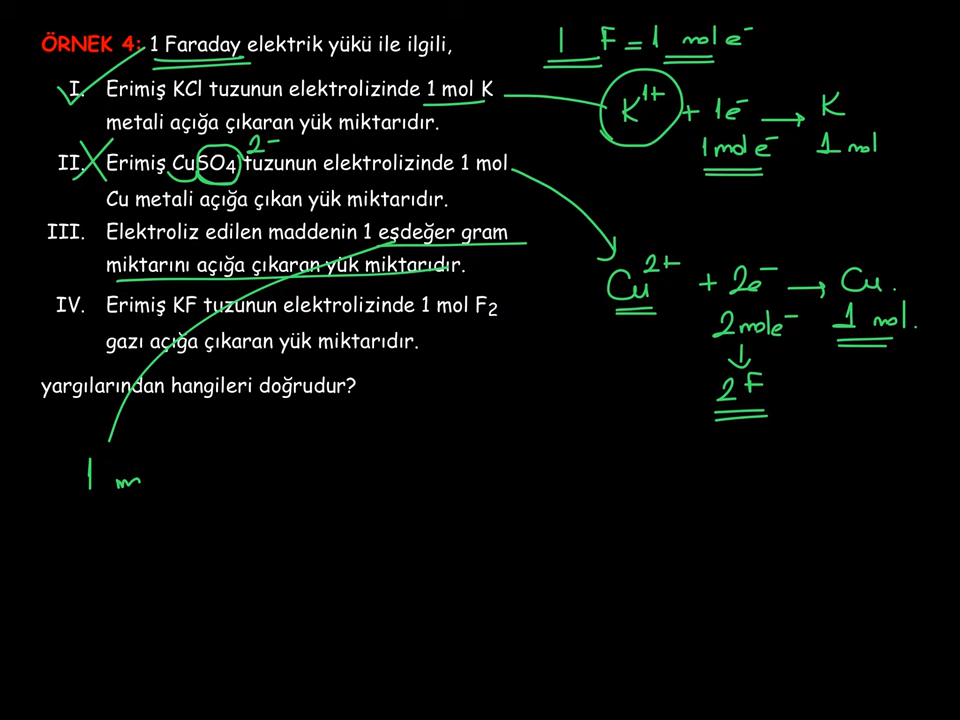 ÖRNEK 4: 1 Faraday elektrik yükü ile ilgili,
I. Erimiş KCl tuzunun elektrolizinde 1 mol K
metali açığa çıkaran yük miktarıdır.
II. Erimiş CuSO4 tuzunun elektrolizinde 1 mol
2-
Cu metali açığa çıkan yük miktarıdır.
III. Elektroliz edilen maddenin 1 eşdeğer gram
miktarını açığa çıkaran yük miktarıdır.
IV. Erimiş KF tuzunun elektrolizinde 1 mol F2
gazı açığa çıkaran yük miktarıdır.
yargılarından hangileri doğrudur?
1 m
1 F = 1 mol e-
K1+ + 1e- → K
1 mol e- 1 mol
Cu2+ + 2e- → Cu.
2 mol e- 1 mol.
↓
2 F